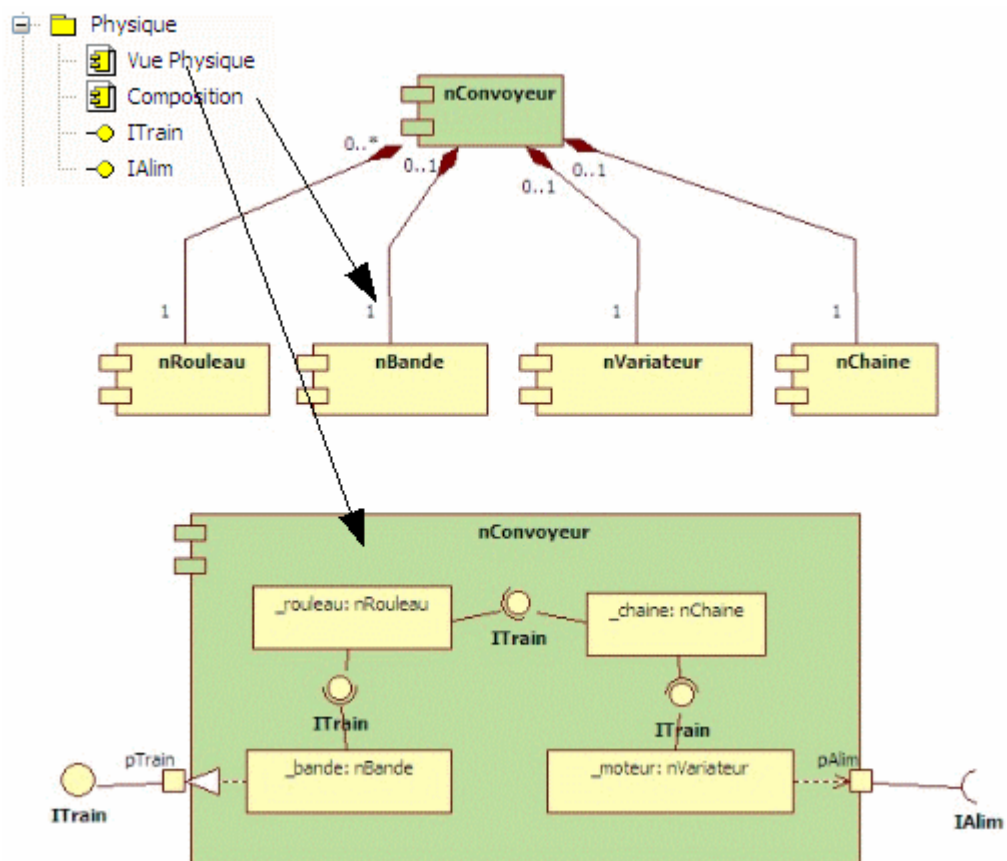 Physique
Vue Physique
Composition
ITrain
IAlim
nConvoyeur
0..*
0..1
0..1
0..1
1
1
1
1
nRouleau
nBande
nVariateur
nChaine
nConvoyeur
_rouleau: nRouleau
_chaine: nChaine
ITrain
ITrain
ITrain
pTrain
_bande: nBande
_moteur: nVariateur
pAlim
ITrain
IAlim